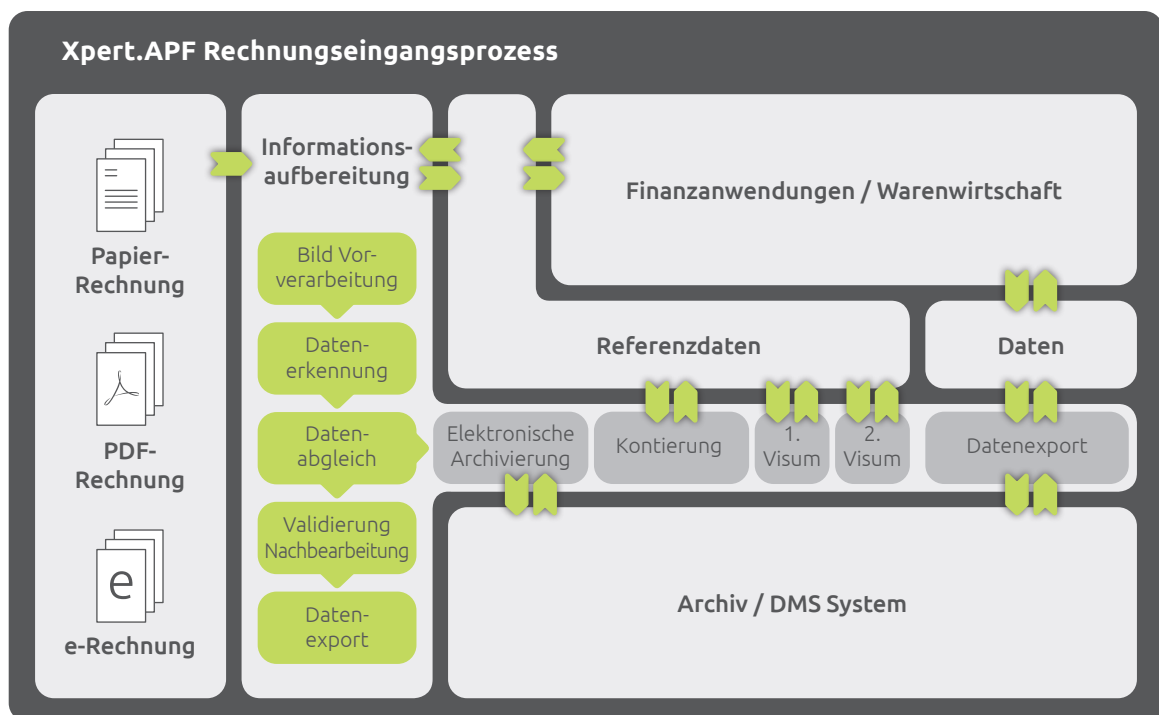 Xpert.APF Rechnungseingangsprozess
Papier-
Rechnung
PDF-
Rechnung
e
e-Rechnung
Informations-
aufbereitung
Bild Vor-
verarbeitung
Daten-
erkennung
Daten-
abgleich
Validierung
Nachbearbeitung
Daten-
export
Finanzanwendungen / Warenwirtschaft
Referenzdaten
Daten
Elektronische
Archivierung
Kontierung
1.
Visum
2.
Visum
Datenexport
Archiv / DMS System